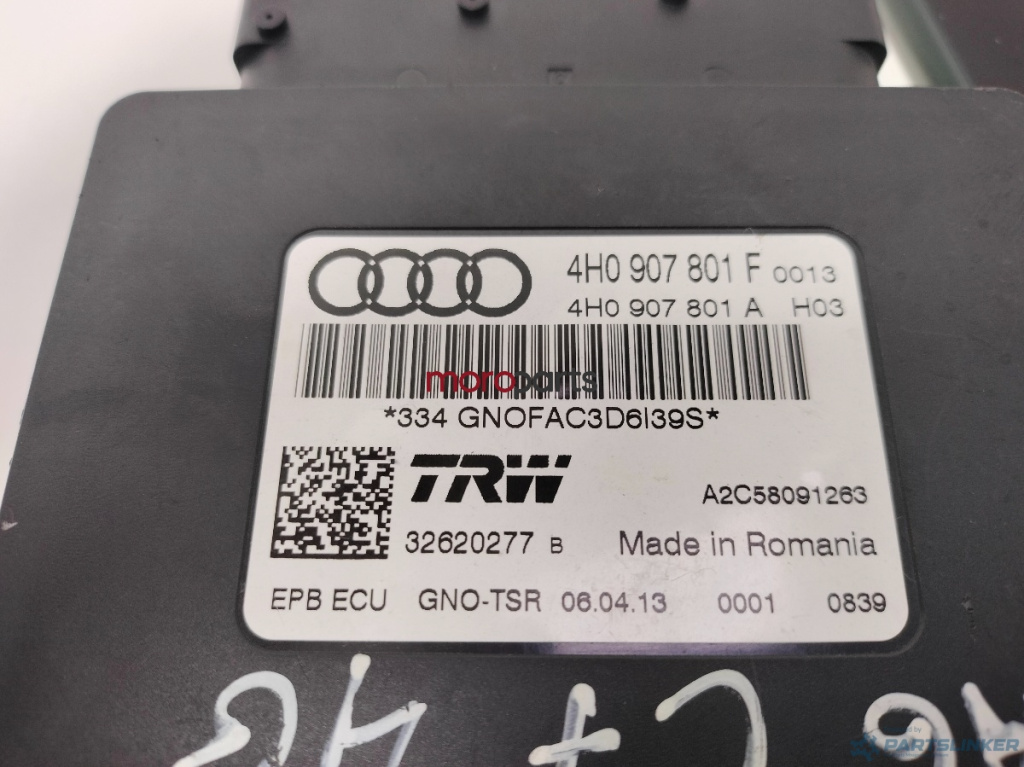 4H0 907 801 F 0013
4H0 907 801 A H03
moroparts
*334 GNOFAC3D6I39S*
TRW
A2C58091263
32620277 B Made in Romania
EPB ECU GNO-TSR 06.04.13 0001 0839
PARTSLINKER